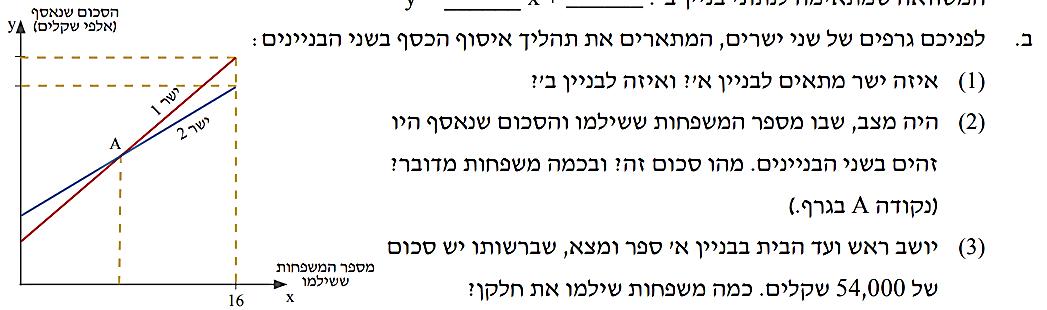 y = ______ x + ______
ב. לפניכם גרפים של שני ישרים, המתארים את תהליך איסוף הכסף בשני הבניינים:
(1) איזה ישר מתאים לבניין א׳? ואיזה לבניין ב׳?
(2) היה מצב, שבו מספר המשפחות ששילמו והסכום שנאסף היו
זהים בשני הבניינים. מהו סכום זה? ובכמה משפחות מדובר?
(נקודה A בגרף.)
(3) יושב ראש ועד הבית בבניין א׳ ספר ומצא, שברשותו יש סכום
של 54,000 שקלים. כמה משפחות שילמו את חלקן?
הסכום שנאסף
(אלפי שקלים)
y
ישר 1
ישר 2
A
מספר המשפחות
ששילמו
x
16